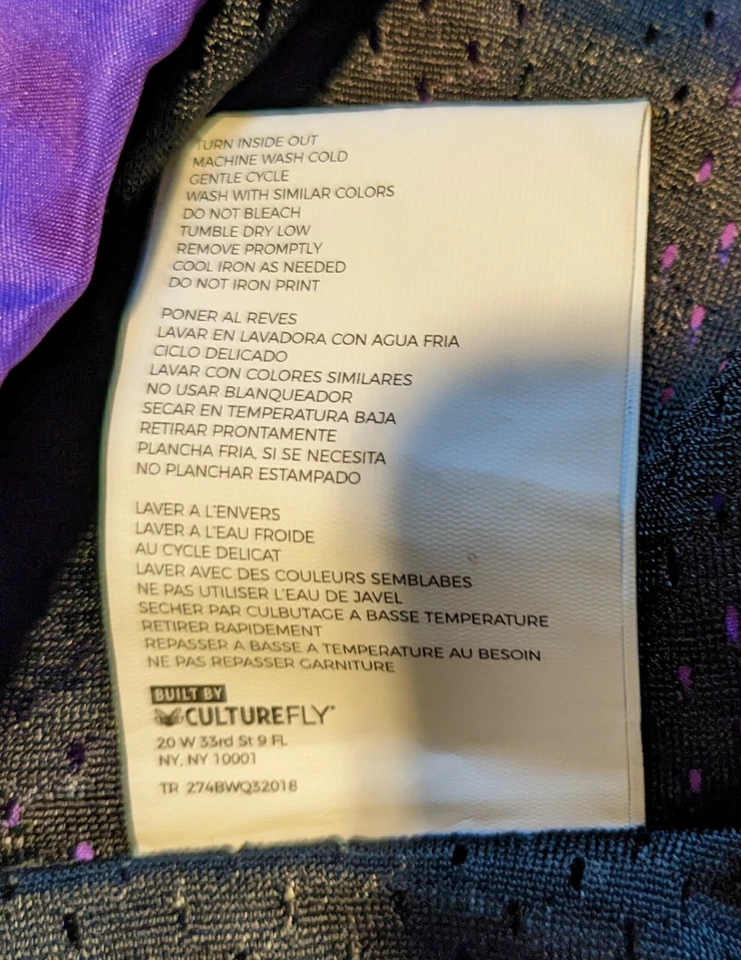 TURN INSIDE OUT
MACHINE WASH COLD
GENTLE CYCLE
WASH WITH SIMILAR COLORS
DO NOT BLEACH
TUMBLE DRY LOW
REMOVE PROMPTLY
COOL IRON AS NEEDED
DO NOT IRON PRINT
PONER AL REVES
LAVAR EN LAVADORA CON AGUA FRIA
CICLO DELICADO
LAVAR CON COLORES SIMILARES
NO USAR BLANQUEADOR
SECAR EN TEMPERATURA BAJA
RETIRAR PRONTAMENTE
PLANCHA FRIA, SI SE NECESITA
NO PLANCHAR ESTAMPADO
LAVER A L'ENVERS
LAVER A L'EAU FROIDE
AU CYCLE DELICAT
LAVER AVEC DES COULEURS SEMBLABES
NE PAS UTILISER L'EAU DE JAVEL
SECHER PAR CULBUTAGE A BASSE TEMPERATURE
RETIRER RAPIDEMENT
REPASSER A BASSE A TEMPERATURE AU BESOIN
NE PAS REPASSER GARNITURE
BUILT BY
CULTUREFLY
20 W 33rd St 9 FL
NY, NY 10001
TR 274BWQ32018